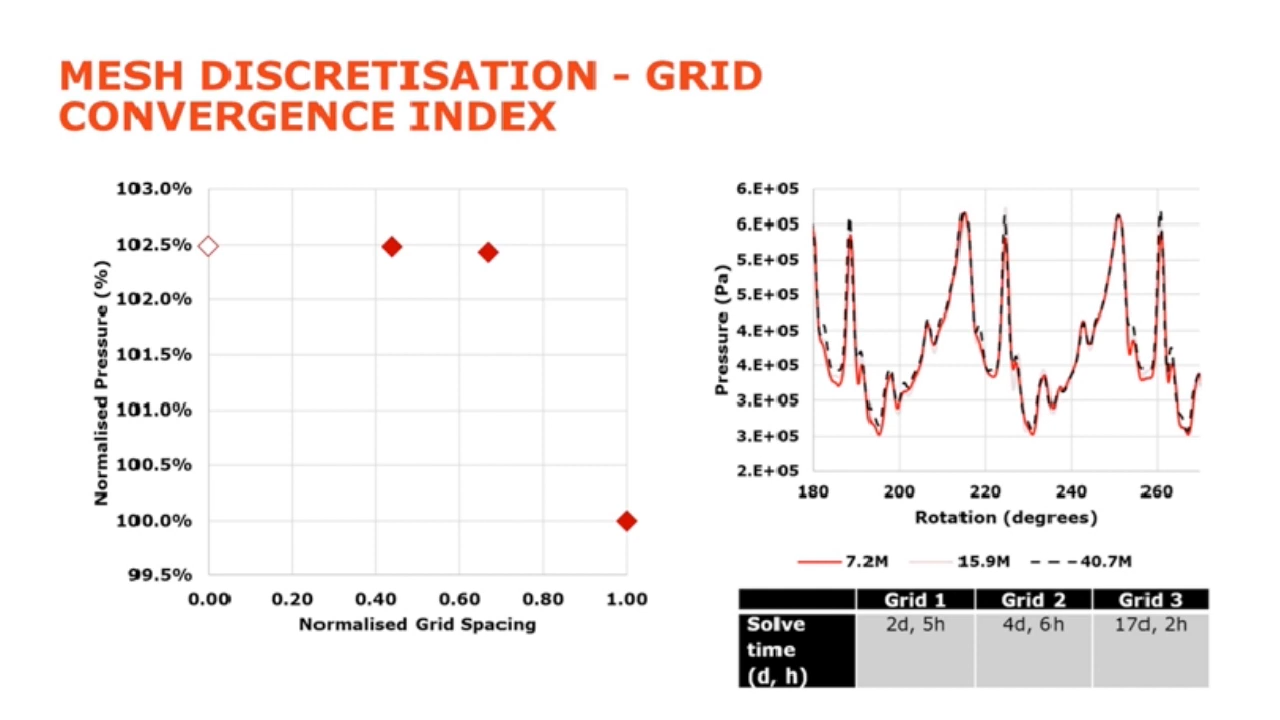 MESH DISCRETISATION - GRID
CONVERGENCE INDEX
103.0%
102.5%
102.0%
101.5%
101.0%
100.5%
100.0%
99.5%
Normalised Pressure (%)
0.00 0.20 0.40 0.60 0.80 1.00
Normalised Grid Spacing
6.E+05
6.E+05
5.E+05
5.E+05
4.E+05
4.E+05
3.E+05
3.E+05
2.E+05
Pressure (Pa)
180 200 220 240 260
Rotation (degrees)
7.2M 15.9M 40.7M
Grid 1 Grid 2 Grid 3
Solve 2d, 5h 4d, 6h 17d, 2h
time
(d, h)